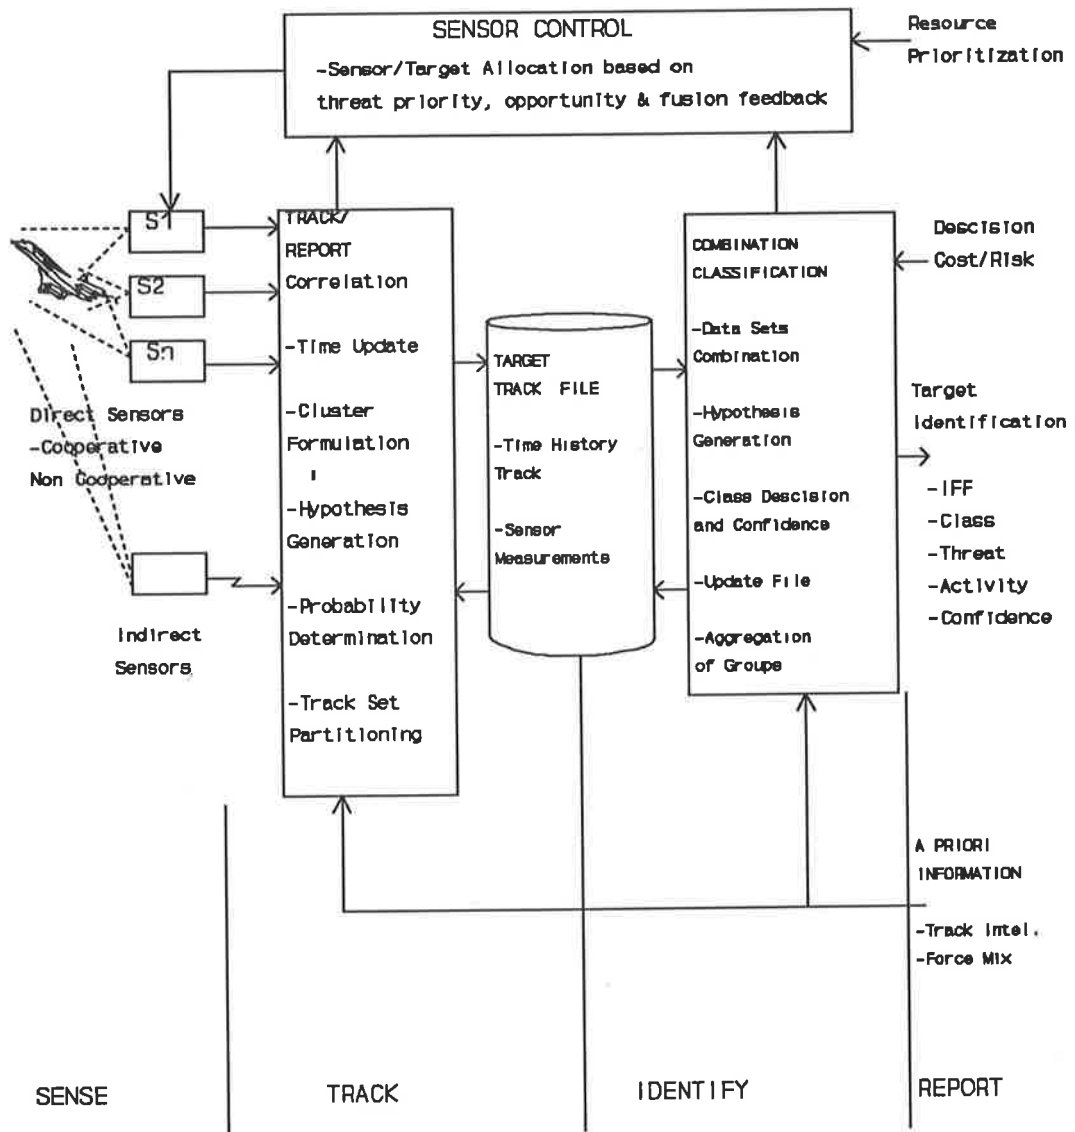 SENSOR CONTROL
-Sensor/Target Allocation based on
threat priority, opportunity & fusion feedback
Resource
Prioritization
S1
S2
Sn
Direct Sensors
-Cooperative
Non Cooperative
Indirect
Sensors
TRACK/
REPORT
Correlation
-Time Update
-Cluster
Formulation
-Hypothesis
Generation
-Probability
Determination
-Track Set
Partitioning
TARGET
TRACK FILE
-Time History
Track
-Sensor
Measurements
COMBINATION
CLASSIFICATION
-Data Sets
Combination
-Hypothesis
Generation
-Class Descision
and Confidence
-Update File
-Aggregation
of Groups
Descision
Cost/Risk
Target
Identification
-IFF
-Class
-Threat
-Activity
-Confidence
A PRIORI
INFORMATION
-Track Intel.
-Force Mix
SENSE
TRACK
IDENTIFY
REPORT